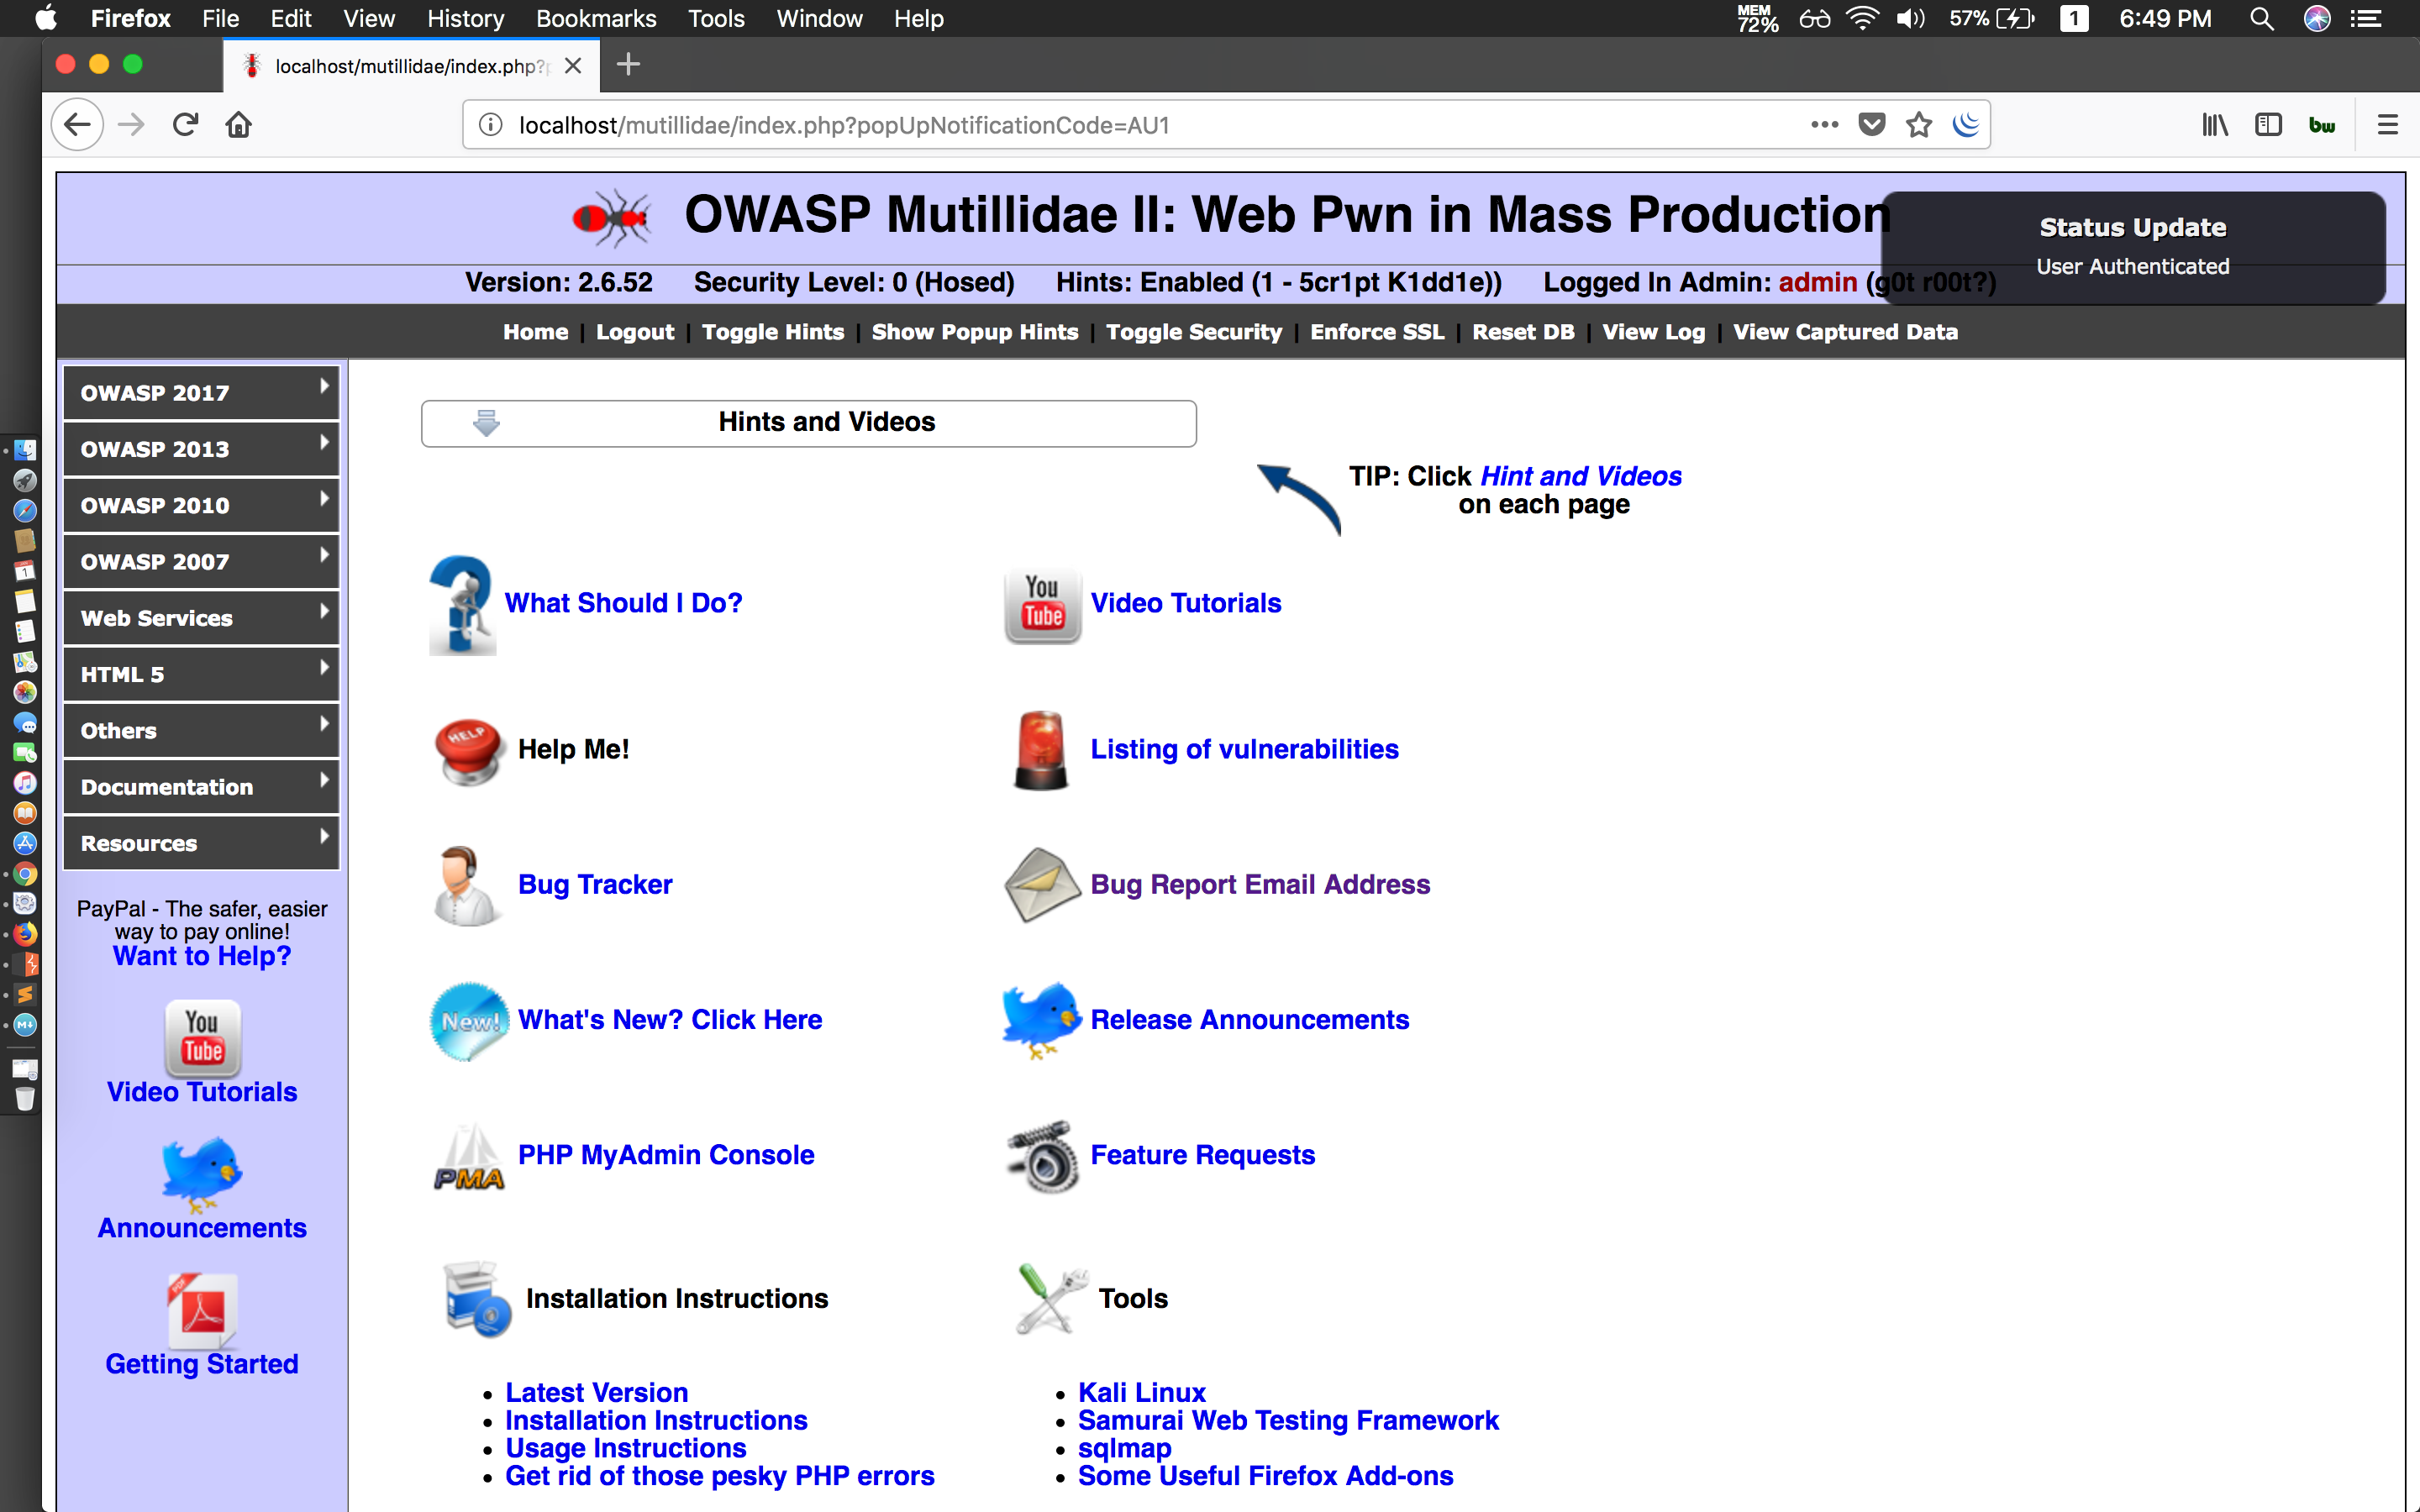 Firefox File Edit View History Bookmarks Tools Window Help MEM 72% 57% 1 6:49 PM
localhost/mutillidae/index.php?
localhost/mutillidae/index.php?popUpNotificationCode=AU1
OWASP Mutillidae II: Web Pwn in Mass Production
Status Update
User Authenticated
Version: 2.6.52 Security Level: 0 (Hosed) Hints: Enabled (1 - 5cr1pt K1dd1e)) Logged In Admin: admin (g0t r00t?)
Home | Logout | Toggle Hints | Show Popup Hints | Toggle Security | Enforce SSL | Reset DB | View Log | View Captured Data
OWASP 2017
OWASP 2013
OWASP 2010
OWASP 2007
Web Services
HTML 5
Others
Documentation
Resources
PayPal - The safer, easier
way to pay online!
Want to Help?
You
Tube
Video Tutorials
Announcements
PDF
Getting Started
Hints and Videos
TIP: Click Hint and Videos
on each page
What Should I Do?
You
Tube
Video Tutorials
HELP
Help Me!
Listing of vulnerabilities
Bug Tracker
Bug Report Email Address
New!
What's New? Click Here
Release Announcements
PMA
PHP MyAdmin Console
Feature Requests
Installation Instructions
Tools
Latest Version
Installation Instructions
Usage Instructions
Get rid of those pesky PHP errors
Kali Linux
Samurai Web Testing Framework
sqlmap
Some Useful Firefox Add-ons